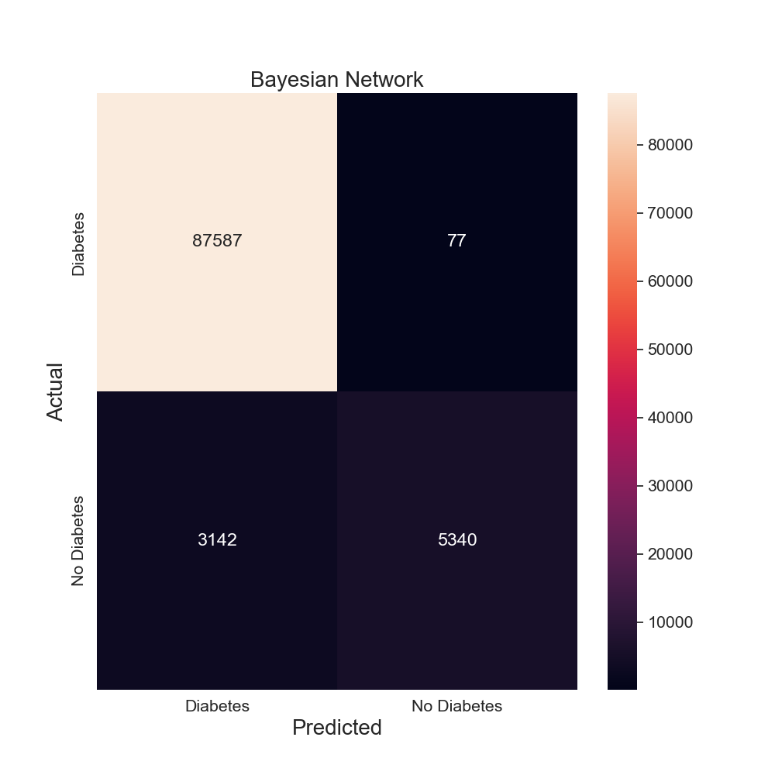 Bayesian Network
Diabetes
87587
77
80000
70000
60000
50000
40000
30000
20000
10000
Actual
No Diabetes
3142
5340
Diabetes
No Diabetes
Predicted